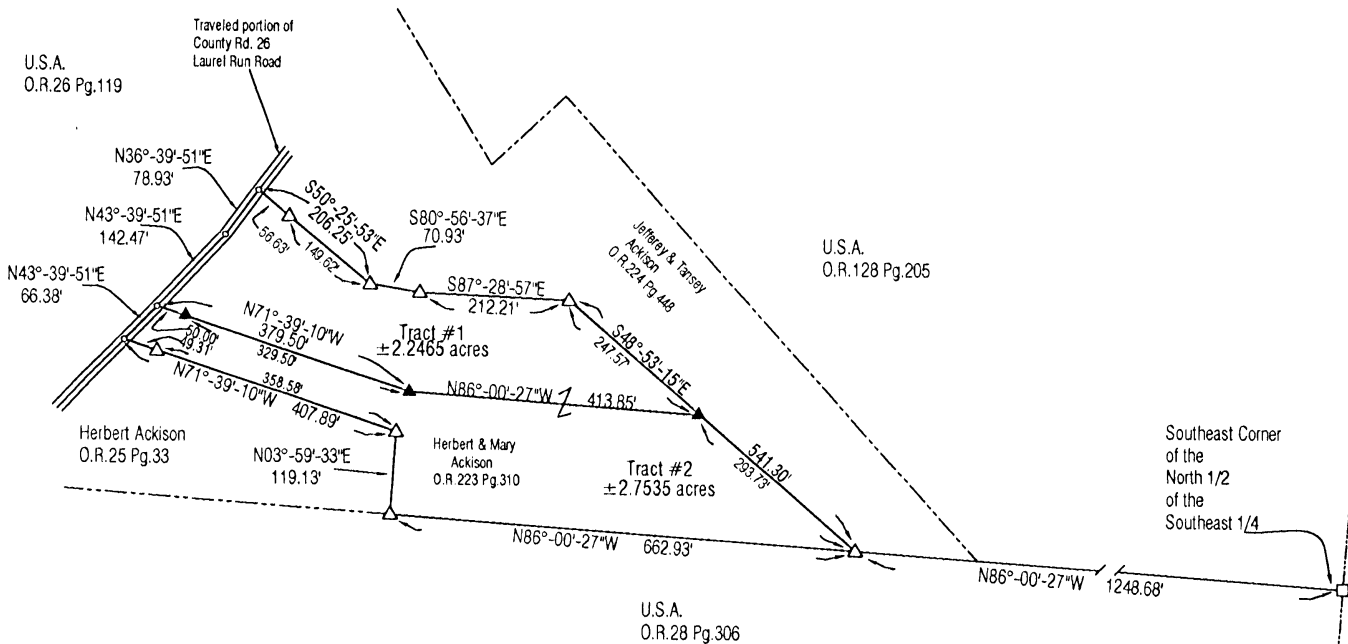 Traveled portion of
County Rd. 26
Laurel Run Road
U.S.A.
O.R.26 Pg.119
N36°-39'-51"E
78.93'
N43°-39'-51"E
142.47'
N43°-39'-51"E
66.38'
S50°-25'-53"E
206.25'
56.63'
149.62'
S80°-56'-37"E
70.93'
S87°-28'-57"E
212.21'
Jefferey & Tansey
Ackison
O.R.224 Pg.448
U.S.A.
O.R.128 Pg.205
S48°-53'-15"E
247.57'
541.30'
293.73'
N71°-39'-10"W
379.50'
329.50'
50.00'
49.31'
Tract #1
±2.2465 acres
N86°-00'-27"W 413.85'
358.58'
N71°-39'-10"W 407.89'
Herbert Ackison
O.R.25 Pg.33
N03°-59'-33"E
119.13'
Herbert & Mary
Ackison
O.R.223 Pg.310
Tract #2
±2.7535 acres
Southeast Corner
of the
North 1/2
of the
Southeast 1/4
N86°-00'-27"W 662.93'
N86°-00'-27"W 1248.68'
U.S.A.
O.R.28 Pg.306